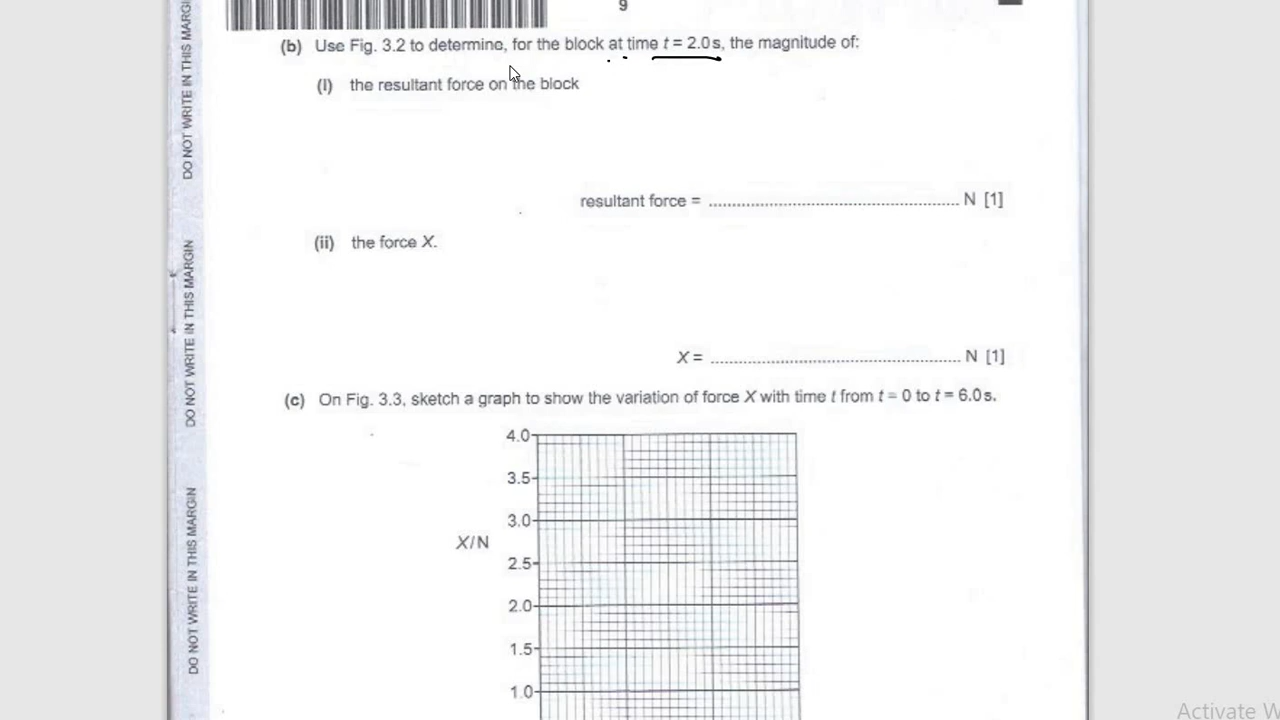 9
(b) Use Fig. 3.2 to determine, for the block at time t = 2.0 s, the magnitude of:
(i) the resultant force on the block
resultant force = ........................................................ N [1]
(ii) the force X.
X = ........................................................ N [1]
(c) On Fig. 3.3, sketch a graph to show the variation of force X with time t from t = 0 to t = 6.0 s.
4.0
3.5
3.0
X/N
2.5
2.0
1.5
1.0
DO NOT WRITE IN THIS MARGIN
DO NOT WRITE IN THIS MARGIN
DO NOT WRITE IN THIS MARGIN
Activate W